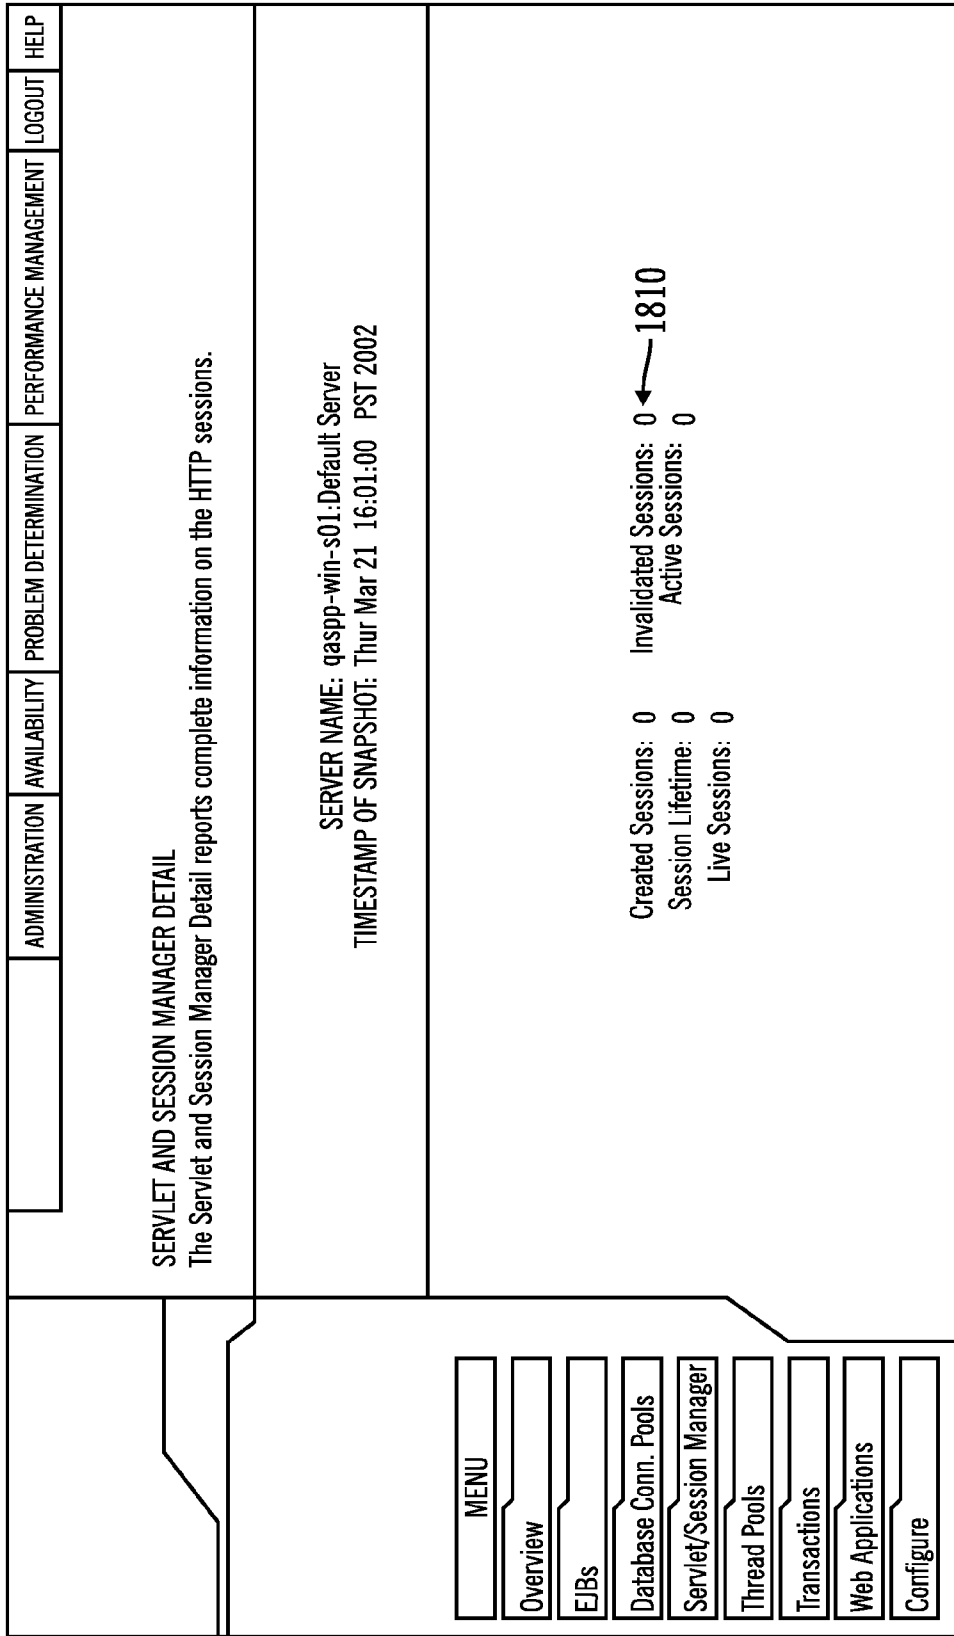 ADMINISTRATION AVAILABILITY PROBLEM DETERMINATION PERFORMANCE MANAGEMENT LOGOUT HELP
SERVLET AND SESSION MANAGER DETAIL
The Servlet and Session Manager Detail reports complete information on the HTTP sessions.
SERVER NAME: qaspp-win-s01:Default Server
TIMESTAMP OF SNAPSHOT: Thur Mar 21 16:01:00 PST 2002
MENU
Overview
EJBs
Database Conn. Pools
Servlet/Session Manager
Thread Pools
Transactions
Web Applications
Configure
Created Sessions: 0 Invalidated Sessions: 0 1810
Session Lifetime: 0 Active Sessions: 0
Live Sessions: 0